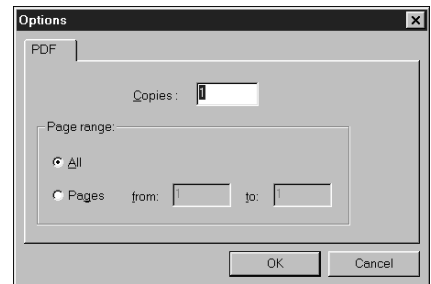 Options
PDF
Copies: 1
Page range:
All
Pages from: 1 to: 1
OK Cancel